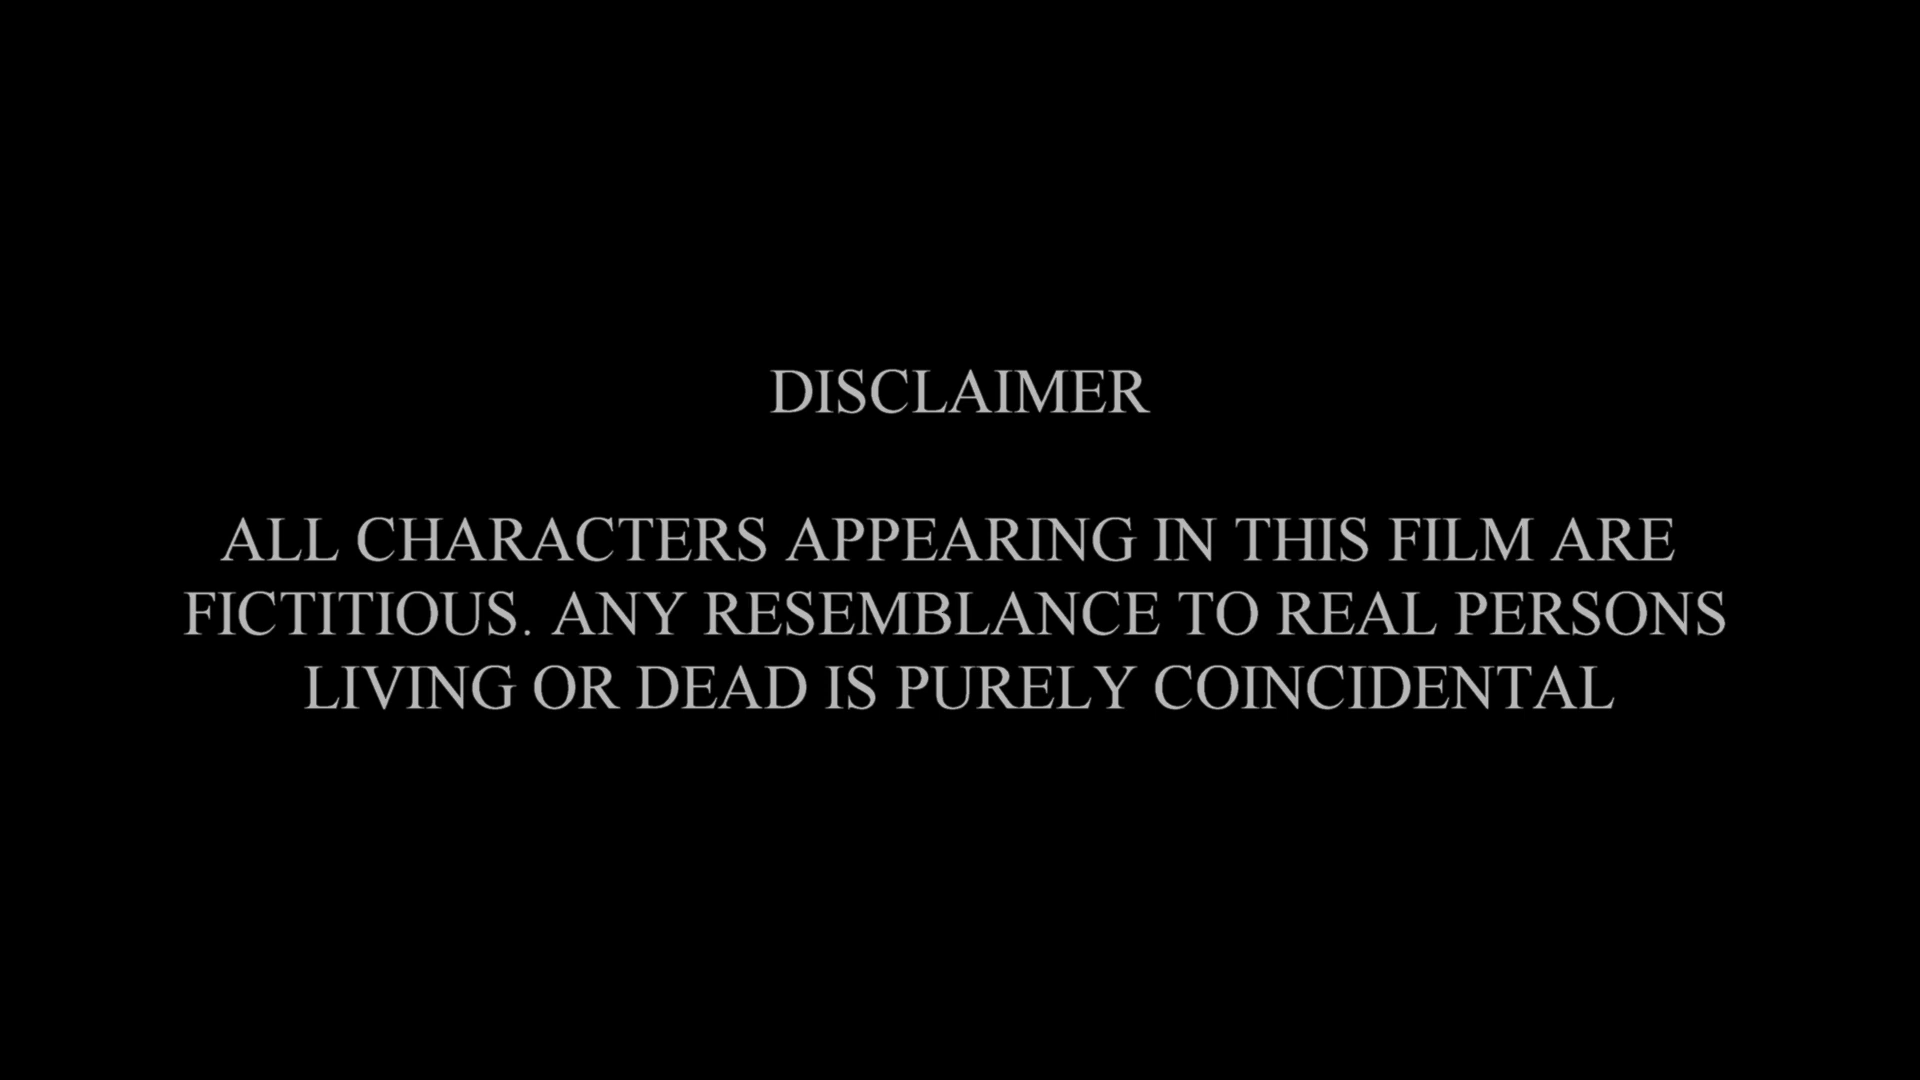 DISCLAIMER
ALL CHARACTERS APPEARING IN THIS FILM ARE
FICTITIOUS. ANY RESEMBLANCE TO REAL PERSONS
LIVING OR DEAD IS PURELY COINCIDENTAL